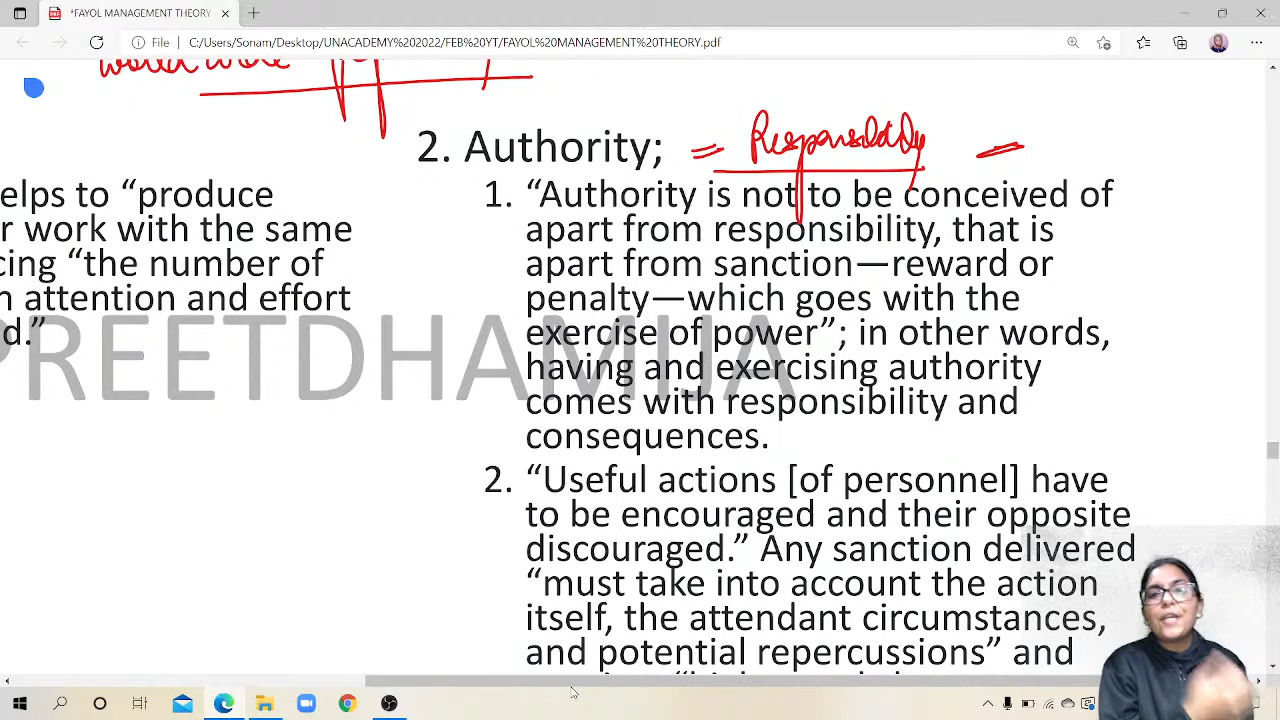 *FAYOL MANAGEMENT THEORY
File C:/Users/Sonam/Desktop/UNACADEMY%202022/FEB%20YT/FAYOL%20MANAGEMENT%20THEORY.pdf
2. Authority; = Responsibility
elps to “produce
r work with the same
cing “the number of
attention and effort
d.”
1. “Authority is not to be conceived of
apart from responsibility, that is
apart from sanction—reward or
penalty—which goes with the
exercise of power”; in other words,
having and exercising authority
comes with responsibility and
consequences.
2. “Useful actions [of personnel] have
to be encouraged and their opposite
discouraged.” Any sanction delivered
“must take into account the action
itself, the attendant circumstances,
and potential repercussions” and
PREETDHAMIJA